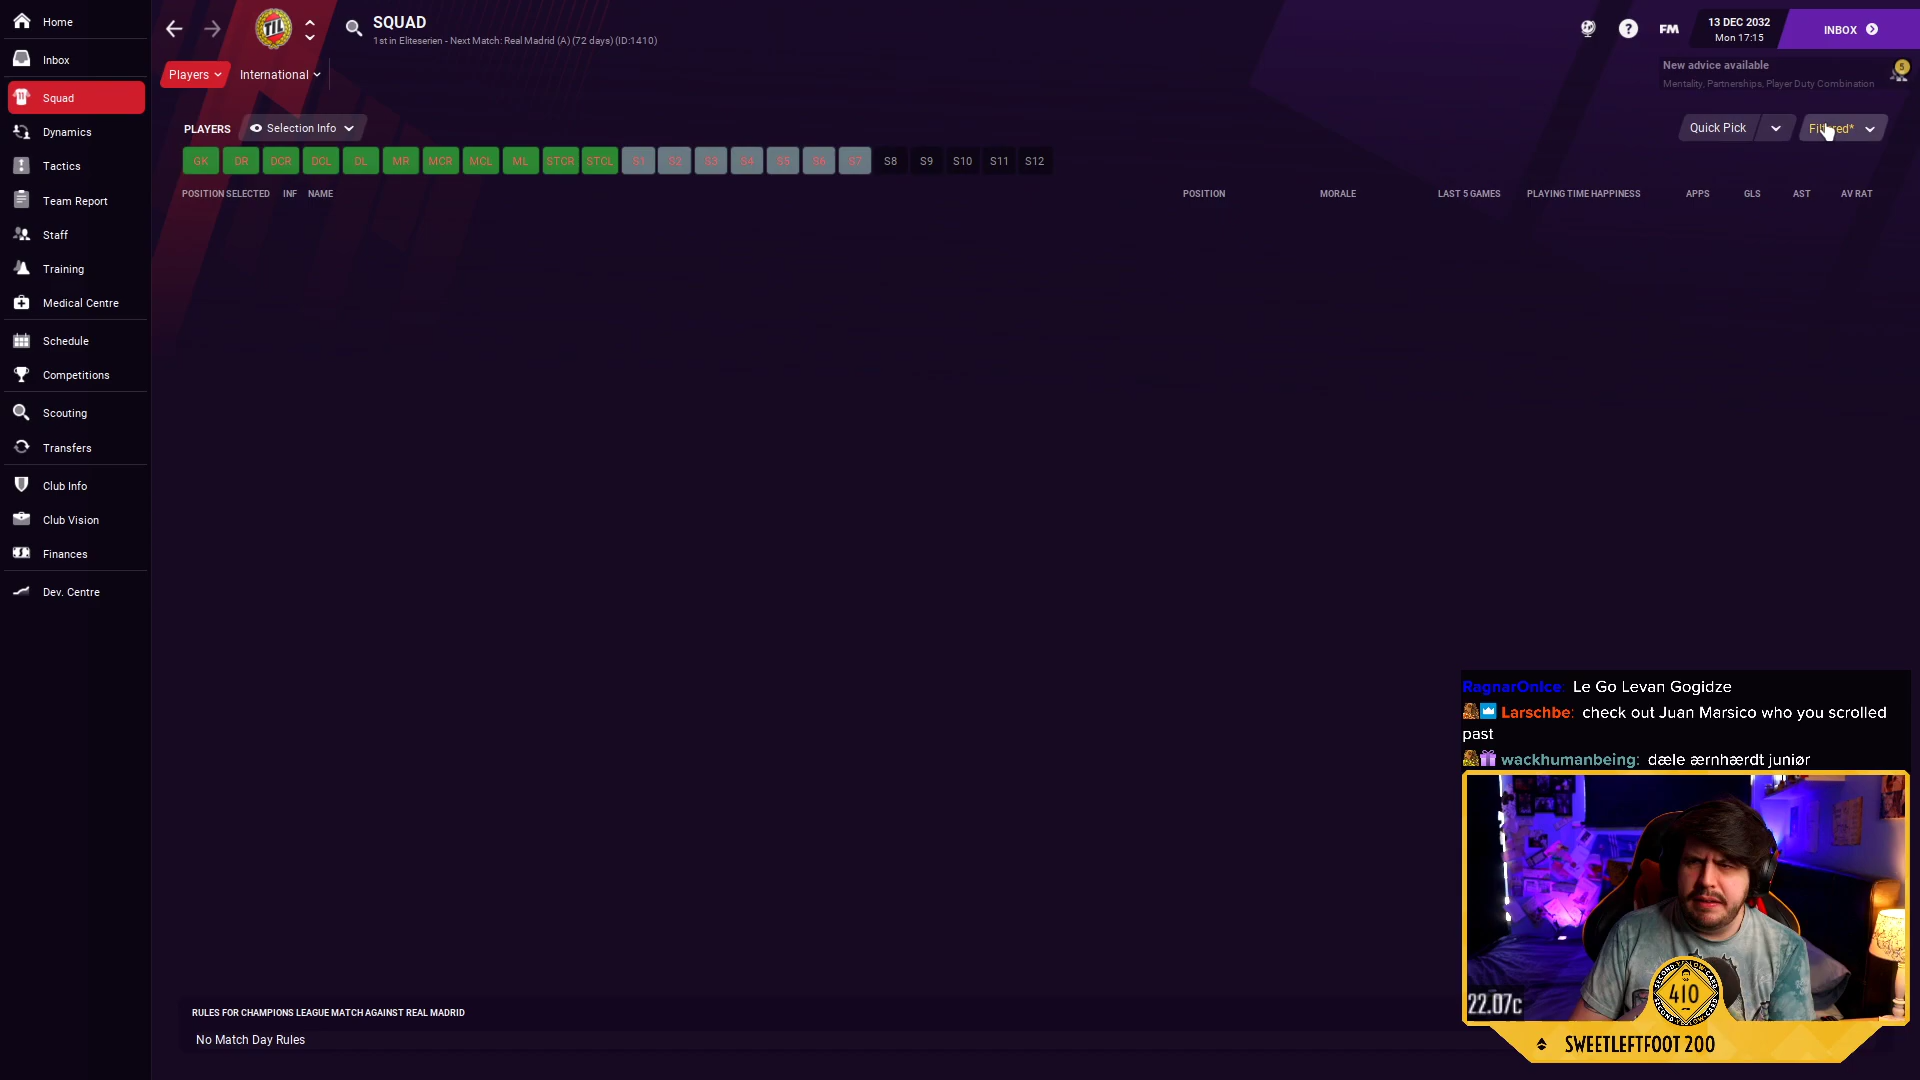 Home
Inbox
Squad
Dynamics
Tactics
Team Report
Staff
Training
Medical Centre
Schedule
Competitions
Scouting
Transfers
Club Info
Club Vision
Finances
Dev. Centre
TIL
SQUAD
1st in Eliteserien - Next Match: Real Madrid (A) (72 days) (ID:1410)
FM
13 DEC 2032
Mon 17:15
INBOX
Players
International
New advice available
Mentality, Partnerships, Player Duty Combination
5
PLAYERS
Selection Info
Quick Pick
GK DR DCR DCL DL MR MCR MCL ML STCR STCL S1 S2 S3 S4 S5 S6 S7 S8 S9 S10 S11 S12
POSITION SELECTED INF NAME POSITION MORALE LAST 5 GAMES PLAYING TIME HAPPINESS APPS GLS AST AV RAT
RagnarOnIce: Le Go Levan Gogidze
Larschbe: check out Juan Marsico who you scrolled
past
wackhumanbeing: dæle ærnhærdt juniør
RULES FOR CHAMPIONS LEAGUE MATCH AGAINST REAL MADRID
No Match Day Rules
22.07c
SECOND YELLOW CARD
410
SWEETLEFTFOOT 200